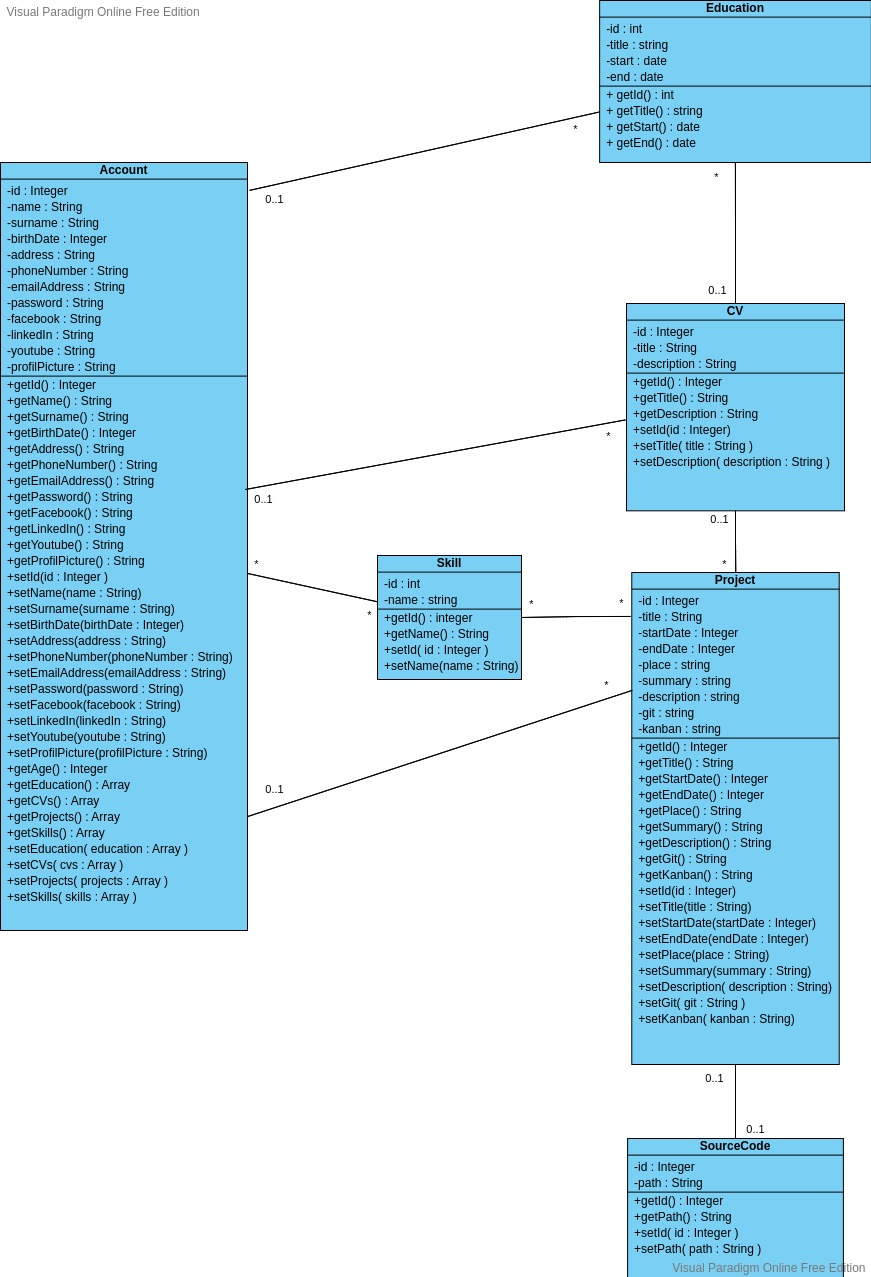 Visual Paradigm Online Free Edition
Education
-id : int
-title : string
-start : date
-end : date
+ getId() : int
+ getTitle() : string
+ getStart() : date
+ getEnd() : date
*
0..1
*
0..1
Account
-id : Integer
-name : String
-surname : String
-birthDate : Integer
-address : String
-phoneNumber : String
-emailAddress : String
-password : String
-facebook : String
-linkedIn : String
-youtube : String
-profilPicture : String
+getId() : Integer
+getName() : String
+getSurname() : String
+getBirthDate() : Integer
+getAddress() : String
+getPhoneNumber() : String
+getEmailAddress() : String
+getPassword() : String
+getFacebook() : String
+getLinkedIn() : String
+getYoutube() : String
+getProfilPicture() : String
+setId(id : Integer )
+setName(name : String)
+setSurname(surname : String)
+setBirthDate(birthDate : Integer)
+setAddress(address : String)
+setPhoneNumber(phoneNumber : String)
+setEmailAddress(emailAddress : String)
+setPassword(password : String)
+setFacebook(facebook : String)
+setLinkedIn(linkedIn : String)
+setYoutube(youtube : String)
+setProfilPicture(profilPicture : String)
+getAge() : Integer
+getEducation() : Array
+getCVs() : Array
+getProjects() : Array
+getSkills() : Array
+setEducation( education : Array )
+setCVs( cvs : Array )
+setProjects( projects : Array )
+setSkills( skills : Array )
CV
-id : Integer
-title : String
-description : String
+getId() : Integer
+getTitle() : String
+getDescription : String
+setId(id : Integer)
+setTitle( title : String )
+setDescription( description : String )
*
0..1
0..1
*
Skill
-id : int
-name : string
+getId() : integer
+getName() : String
+setId( id : Integer )
+setName(name : String)
*
*
*
*
*
0..1
Project
-id : Integer
-title : String
-startDate : Integer
-endDate : Integer
-place : string
-summary : string
-description : string
-git : string
-kanban : string
+getId() : Integer
+getTitle() : String
+getStartDate() : Integer
+getEndDate() : Integer
+getPlace() : String
+getSummary() : String
+getDescription() : String
+getGit() : String
+getKanban() : String
+setId(id : Integer)
+setTitle(title : String)
+setStartDate(startDate : Integer)
+setEndDate(endDate : Integer)
+setPlace(place : String)
+setSummary(summary : String)
+setDescription( description : String)
+setGit( git : String )
+setKanban( kanban : String)
0..1
0..1
SourceCode
-id : Integer
-path : String
+getId() : Integer
+getPath() : String
+setId( id : Integer )
+setPath( path : String )
Visual Paradigm Online Free Edition